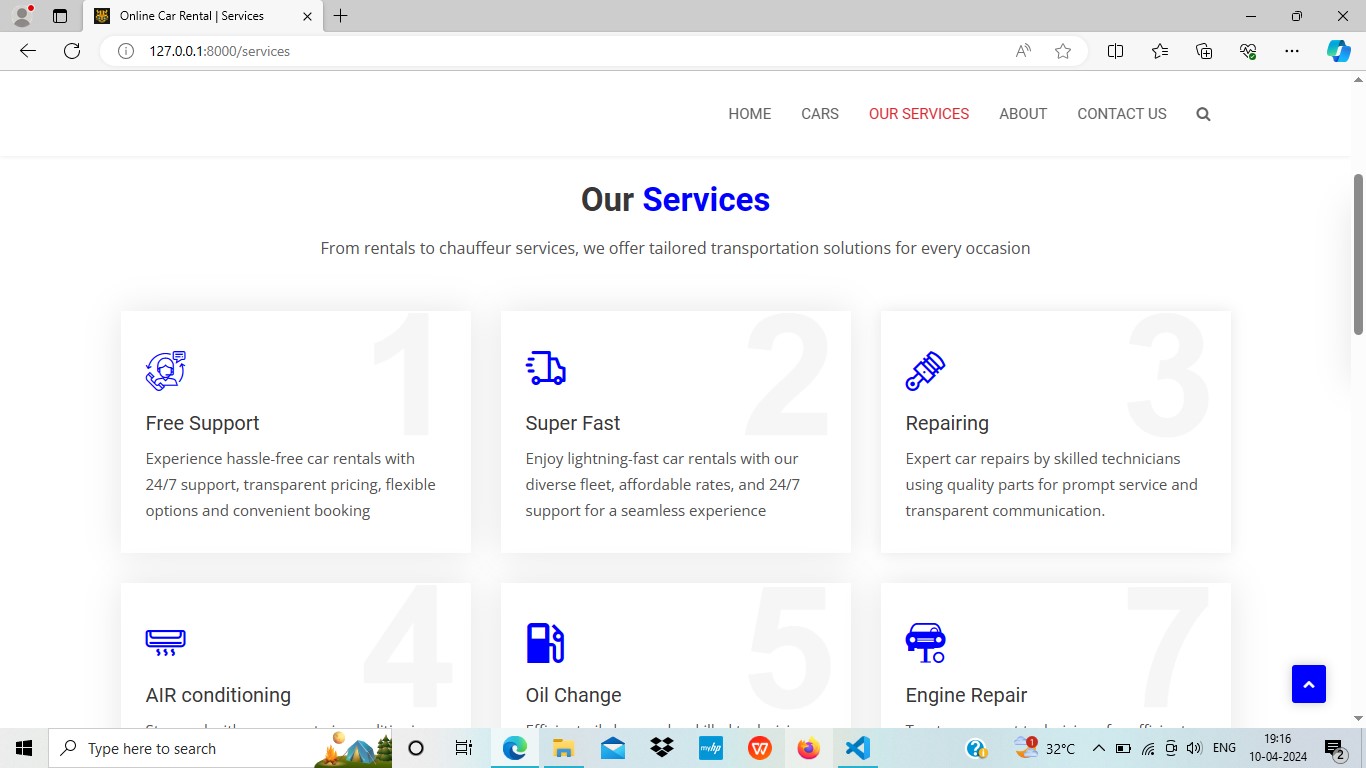 Online Car Rental | Services
127.0.0.1:8000/services
HOME CARS OUR SERVICES ABOUT CONTACT US
Our Services
From rentals to chauffeur services, we offer tailored transportation solutions for every occasion
1
Free Support
Experience hassle-free car rentals with
24/7 support, transparent pricing, flexible
options and convenient booking
2
Super Fast
Enjoy lightning-fast car rentals with our
diverse fleet, affordable rates, and 24/7
support for a seamless experience
3
Repairing
Expert car repairs by skilled technicians
using quality parts for prompt service and
transparent communication.
4
AIR conditioning
5
Oil Change
7
Engine Repair
Type here to search
myhp
W
1
32°C
ENG
19:16
10-04-2024
2